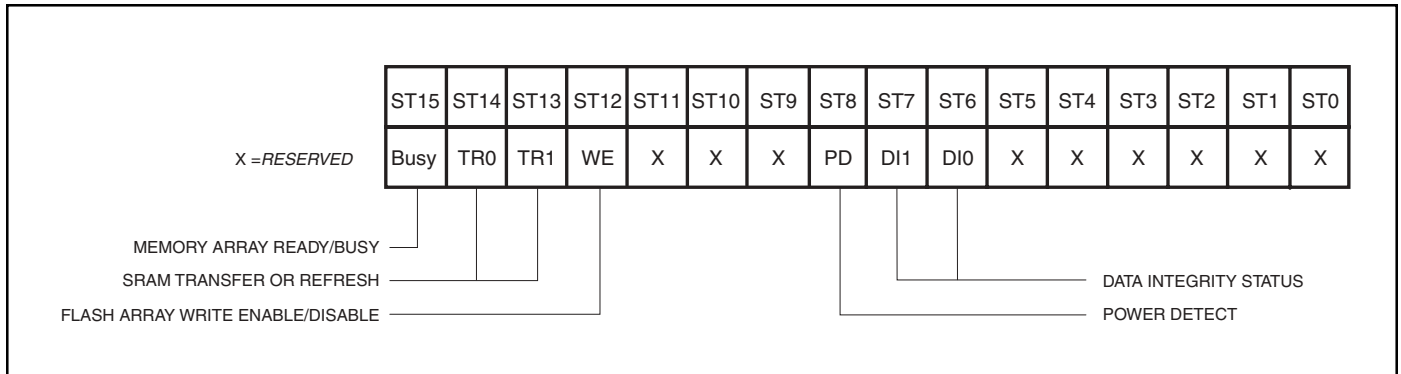 ST15 ST14 ST13 ST12 ST11 ST10 ST9 ST8 ST7 ST6 ST5 ST4 ST3 ST2 ST1 ST0
X =RESERVED Busy TR0 TR1 WE X X X PD DI1 DI0 X X X X X X
MEMORY ARRAY READY/BUSY
SRAM TRANSFER OR REFRESH DATA INTEGRITY STATUS
FLASH ARRAY WRITE ENABLE/DISABLE POWER DETECT